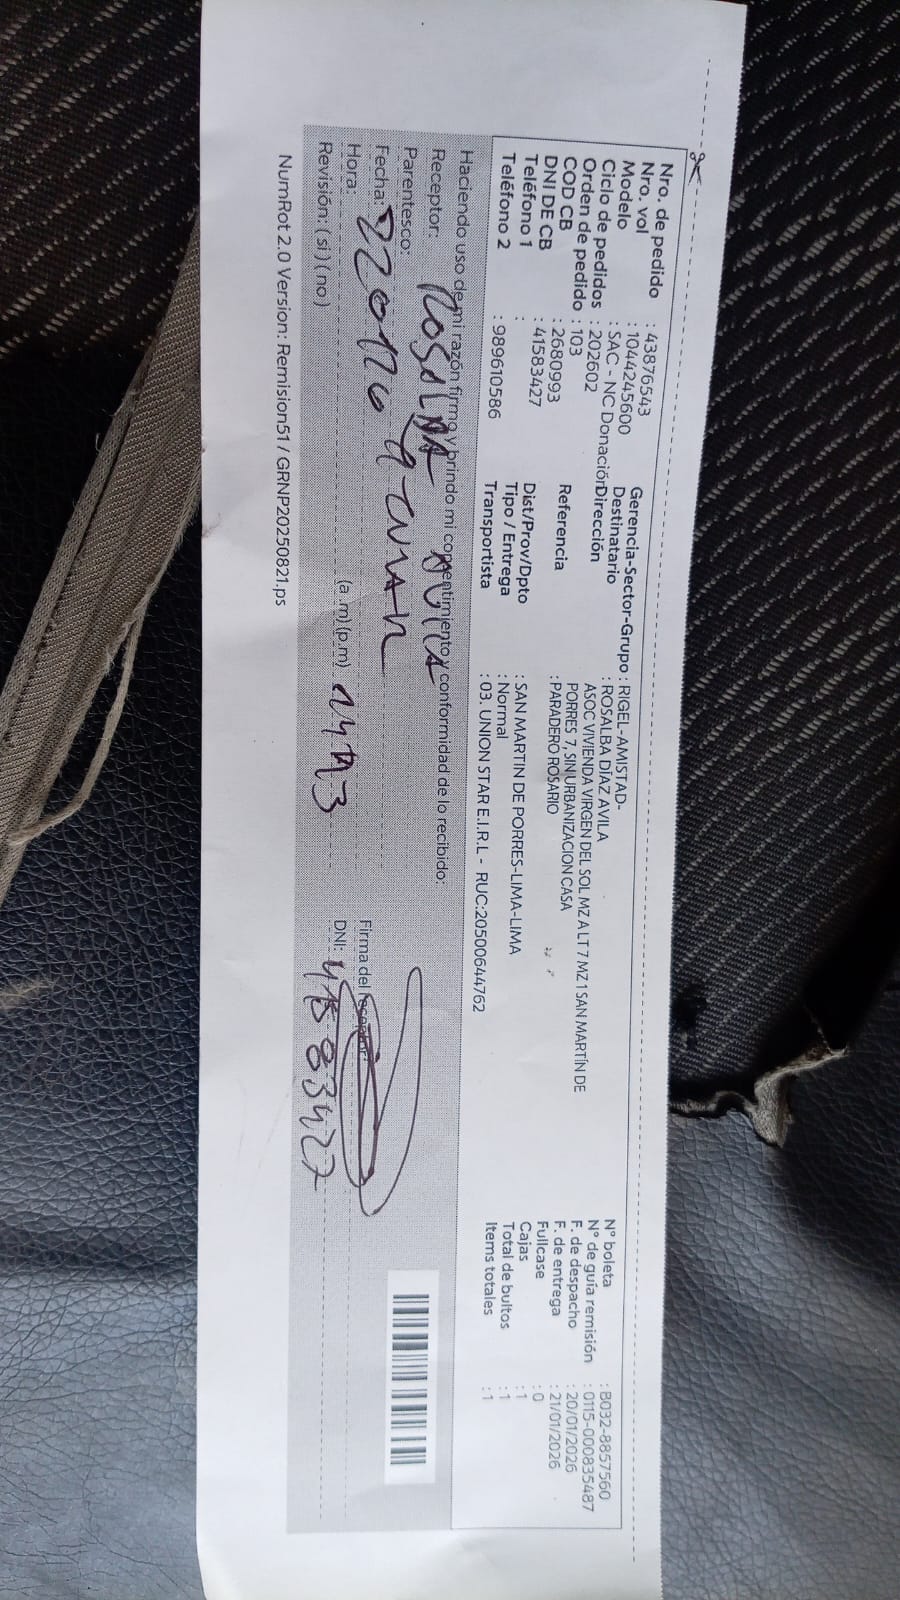 Nro. de pedido : 43876543
Nro. vol : 1044245600
Modelo : SAC - NC Donación
Ciclo de pedidos : 202602
Orden de pedido : 103
COD CB : 2680993
DNI DE CB : 41583427
Teléfono 1 :
Teléfono 2 : 989610586
Gerencia-Sector-Grupo : RIGEL-AMISTAD-
Destinatario : ROSALBA DÍAZ AVILA
Dirección ASOC VIVIENDA VIRGEN DEL SOL MZ A LT 7 MZ 1 SAN MARTÍN DE
PORRES 7, SIN URBANIZACION CASA
Referencia : PARADERO ROSARIO
Dist/Prov/Dpto : SAN MARTIN DE PORRES-LIMA-LIMA
Tipo / Entrega : Normal
Transportista : 03. UNION STAR E.I.R.L - RUC:20500644762
N° boleta : B032-8857560
N° de guía remisión : 0115-000835487
F. de despacho : 20/01/2026
F. de entrega : 21/01/2026
Fullcase : 0
Cajas : 1
Total de bultos : 1
Items totales : 1
Haciendo uso de mi razón firmo y brindo mi consentimiento y conformidad de lo recibido:
Receptor: ROSALBA AVILA
Parentesco:
Fecha: 220126
Hora: (a .m) (p.m)
Firma del receptor:
Revisión: ( si ) ( no ) DNI: 41583427
NumRot 2.0 Version: Remision51 / GRNP20250821.ps